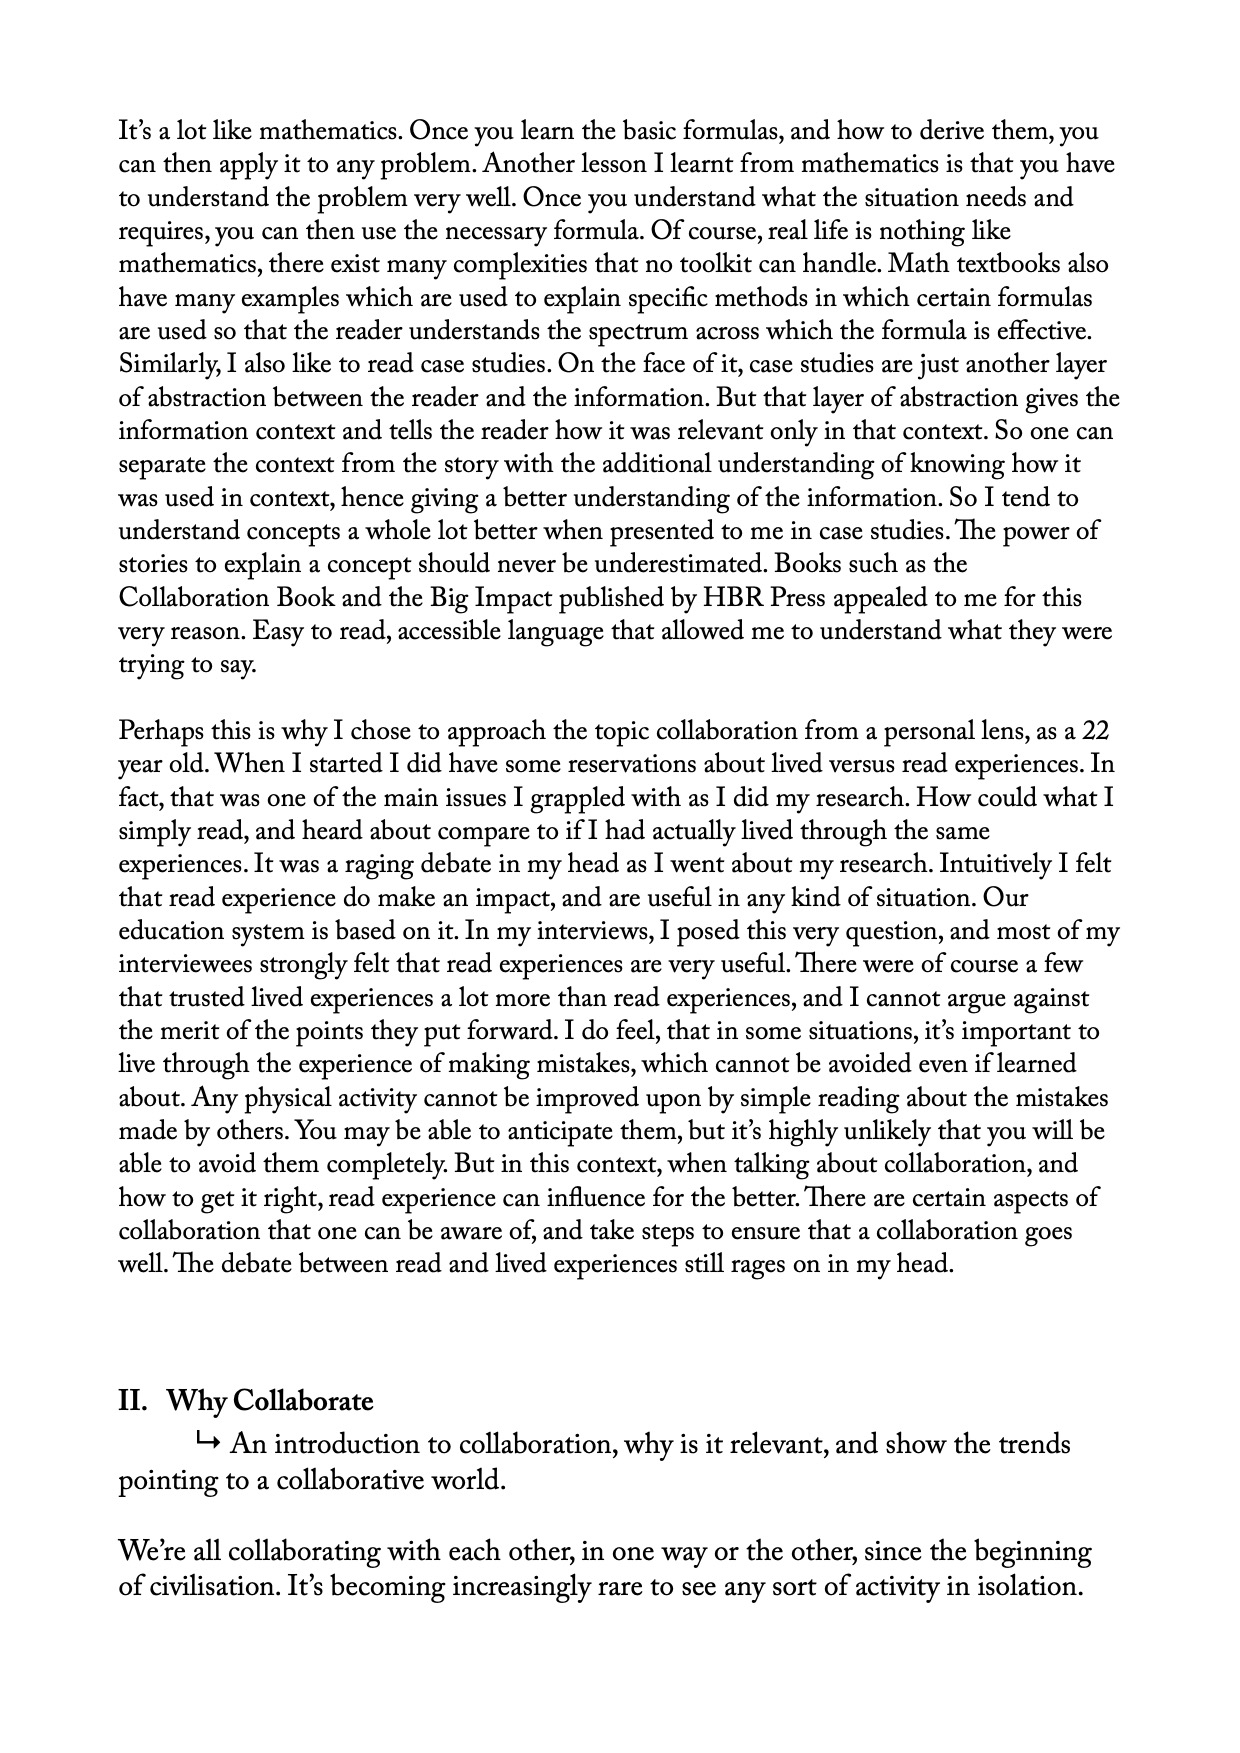 It’s a lot like mathematics. Once you learn the basic formulas, and how to derive them, you
can then apply it to any problem. Another lesson I learnt from mathematics is that you have
to understand the problem very well. Once you understand what the situation needs and
requires, you can then use the necessary formula. Of course, real life is nothing like
mathematics, there exist many complexities that no toolkit can handle. Math textbooks also
have many examples which are used to explain specific methods in which certain formulas
are used so that the reader understands the spectrum across which the formula is effective.
Similarly, I also like to read case studies. On the face of it, case studies are just another layer
of abstraction between the reader and the information. But that layer of abstraction gives the
information context and tells the reader how it was relevant only in that context. So one can
separate the context from the story with the additional understanding of knowing how it
was used in context, hence giving a better understanding of the information. So I tend to
understand concepts a whole lot better when presented to me in case studies. The power of
stories to explain a concept should never be underestimated. Books such as the
Collaboration Book and the Big Impact published by HBR Press appealed to me for this
very reason. Easy to read, accessible language that allowed me to understand what they were
trying to say.
Perhaps this is why I chose to approach the topic collaboration from a personal lens, as a 22
year old. When I started I did have some reservations about lived versus read experiences. In
fact, that was one of the main issues I grappled with as I did my research. How could what I
simply read, and heard about compare to if I had actually lived through the same
experiences. It was a raging debate in my head as I went about my research. Intuitively I felt
that read experience do make an impact, and are useful in any kind of situation. Our
education system is based on it. In my interviews, I posed this very question, and most of my
interviewees strongly felt that read experiences are very useful. There were of course a few
that trusted lived experiences a lot more than read experiences, and I cannot argue against
the merit of the points they put forward. I do feel, that in some situations, it’s important to
live through the experience of making mistakes, which cannot be avoided even if learned
about. Any physical activity cannot be improved upon by simple reading about the mistakes
made by others. You may be able to anticipate them, but it’s highly unlikely that you will be
able to avoid them completely. But in this context, when talking about collaboration, and
how to get it right, read experience can influence for the better. There are certain aspects of
collaboration that one can be aware of, and take steps to ensure that a collaboration goes
well. The debate between read and lived experiences still rages on in my head.
II. Why Collaborate
↳ An introduction to collaboration, why is it relevant, and show the trends
pointing to a collaborative world.
We’re all collaborating with each other, in one way or the other, since the beginning
of civilisation. It’s becoming increasingly rare to see any sort of activity in isolation.